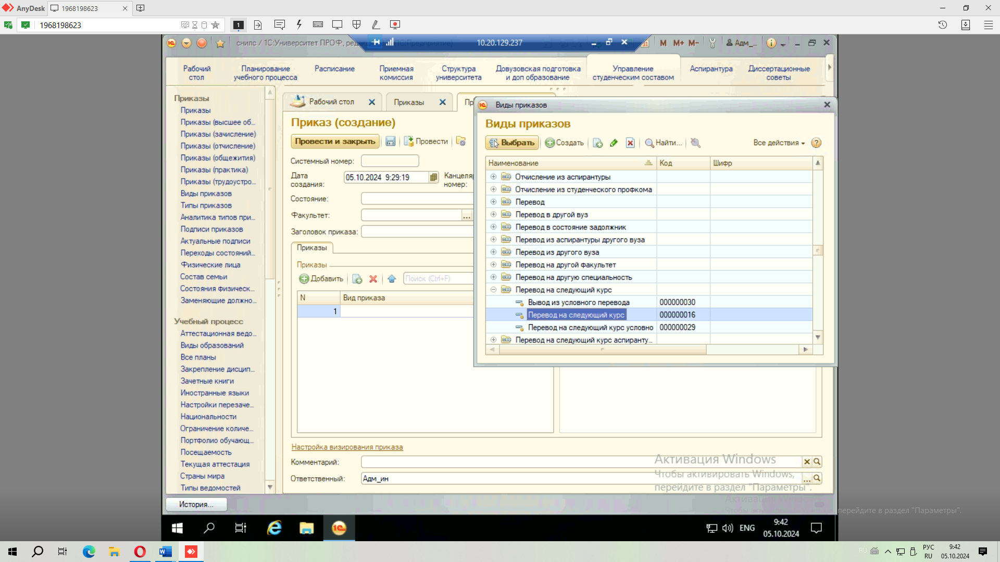 AnyDesk
1968198623
1968198623
1
снилс / 1С:Университет ПРОФ, реда
10.20.129.237
M M+ M-
Адм_...
Рабочий стол
Планирование учебного процесса
Расписание
Приемная комиссия
Структура университета
Довузовская подготовка и доп образование
Управление студенческим составом
Аспирантура
Диссертационные советы
Приказы
Приказы
Приказы (высшее об...
Приказы (зачисление)
Приказы (отчисление)
Приказы (общежития)
Приказы (практика)
Приказы (трудоустро...
Виды приказов
Типы приказов
Аналитика типов при...
Подписи приказов
Актуальные подписи
Переходы состояний...
Физические лица
Состав семьи
Состояния физическ...
Заменяющие должно...
Учебный процесс
Аттестационная ведо...
Виды образований
Все планы
Закрепление дисцип...
Зачетные книги
Иностранные языки
Настройки перезаче...
Национальности
Ограничение количе...
Портфолио обучающ...
Посещаемость
Текущая аттестация
Страны мира
Типы ведомостей
История...
Рабочий стол
Приказы
Пр
Приказ (создание)
Провести и закрыть
Провести
Системный номер:
Дата создания:
05.10.2024 9:29:19
Канцеляр
номер:
Состояние:
Факультет:
Заголовок приказа:
Приказы
Приказы
Добавить
Поиск (Ctrl+F)
N
Вид приказа
1
Настройка визирования приказа
Комментарий:
Ответственный:
Адм_ин
Виды приказов
Виды приказов
Выбрать
Создать
Найти...
Все действия
Наименование
Код
Шифр
Отчисление из аспирантуры
Отчисление из студенческого профкома
Перевод
Перевод в другой вуз
Перевод в состояние задолжник
Перевод из аспирантуры другого вуза
Перевод из другого вуза
Перевод на другой факультет
Перевод на другую специальность
Перевод на следующий курс
Вывод из условного перевода 000000030
Перевод на следующий курс 000000016
Перевод на следующий курс условно 000000029
Перевод на следующий курс аспиранту...
Активация Windows
Чтобы активировать Windows,
перейдите в раздел "Параметры".
перейдите в раздел "Параметры".
ENG
9:42
05.10.2024
RU
РУС
RU
9:42
05.10.2024